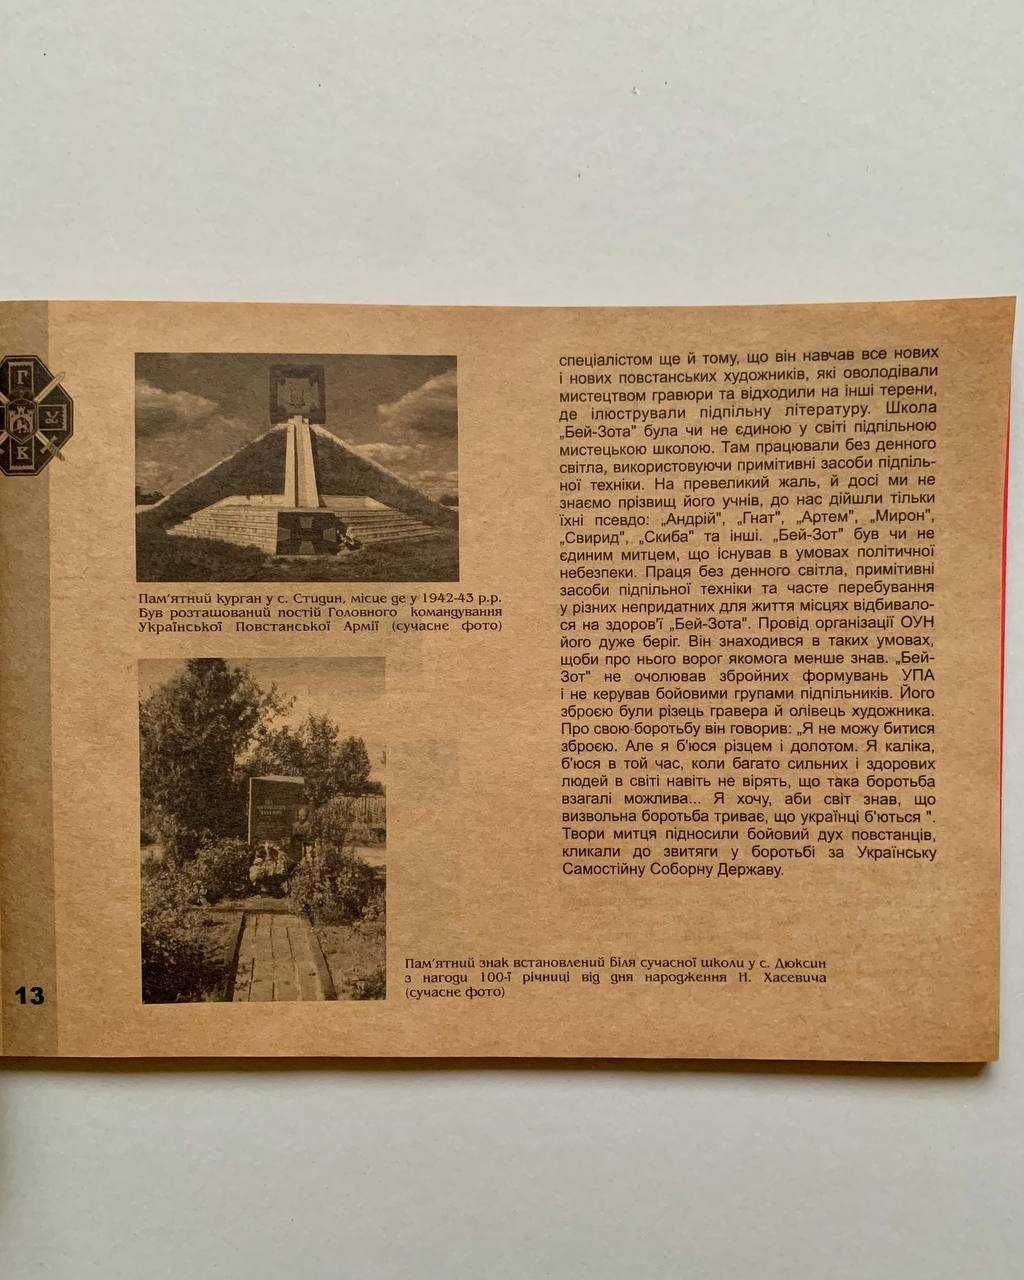 Г
К
Пам'ятний курган у с. Стидин, місце де у 1942-43 р.р.
Був розташований постій Головного командування
Української Повстанської Армії (сучасне фото)
спеціалістом ще й тому, що він навчав все нових
і нових повстанських художників, які оволодівали
мистецтвом гравюри та відходили на інші терени,
де ілюстрували підпільну літературу. Школа
„Бей-Зота" була чи не єдиною у світі підпільною
мистецькою школою. Там працювали без денного
світла, використовуючи примітивні засоби підпіль-
ної техніки. На превеликий жаль, й досі ми не
знаємо прізвищ його учнів, до нас дійшли тільки
їхні псевдо: „Андрій", „Гнат", „Артем", „Мирон",
„Свирид", „Скиба" та інші. „Бей-Зот" був чи не
єдиним митцем, що існував в умовах політичної
небезпеки. Праця без денного світла, примітивні
засоби підпільної техніки та часте перебування
у різних непридатних для життя місцях відбивало-
ся на здоров'ї „Бей-Зота". Провід організації ОУН
його дуже беріг. Він знаходився в таких умовах,
щоби про нього ворог якомога менше знав. „Бей-
Зот" не очолював збройних формувань УПА
і не керував бойовими групами підпільників. Його
зброєю були різець гравера й олівець художника.
Про свою боротьбу він говорив: „Я не можу битися
зброєю. Але я б'юся різцем і долотом. Я каліка,
б'юся в той час, коли багато сильних і здорових
людей в світі навіть не вірять, що така боротьба
взагалі можлива... Я хочу, аби світ знав, що
визвольна боротьба триває, що українці б'ються ".
Твори митця підносили бойовий дух повстанців,
кликали до звитяги у боротьбі за Українську
Самостійну Соборну Державу.
Пам'ятний знак встановлений біля сучасної школи у с. Дюксин
з нагоди 100-ї річниці від дня народження Н. Хасевича
(сучасне фото)
13